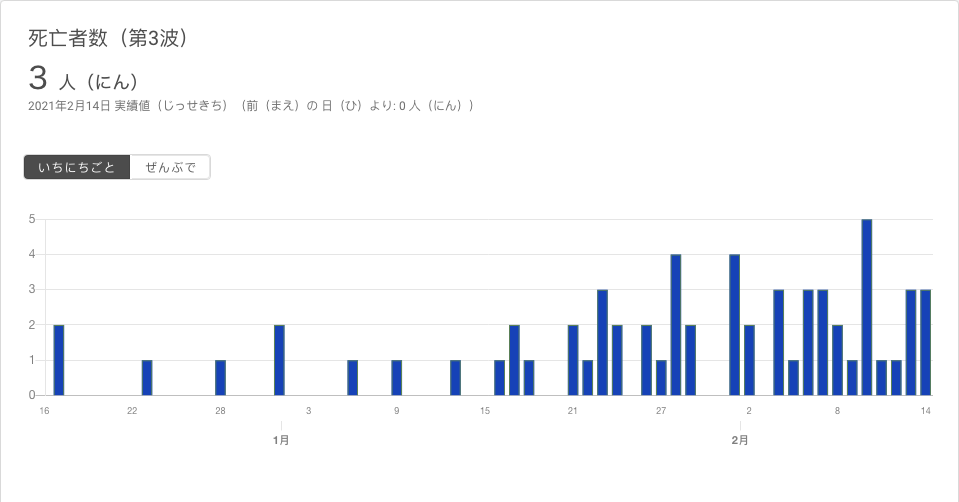 死亡者数（第3波）
3 人（にん）
2021年2月14日 実績値（じっせきち）（前（まえ）の 日（ひ）より: 0 人（にん））
いちにちごと ぜんぶで
5
4
3
2
1
0
16 22 28 3 9 15 21 27 2 8 14
1月 2月